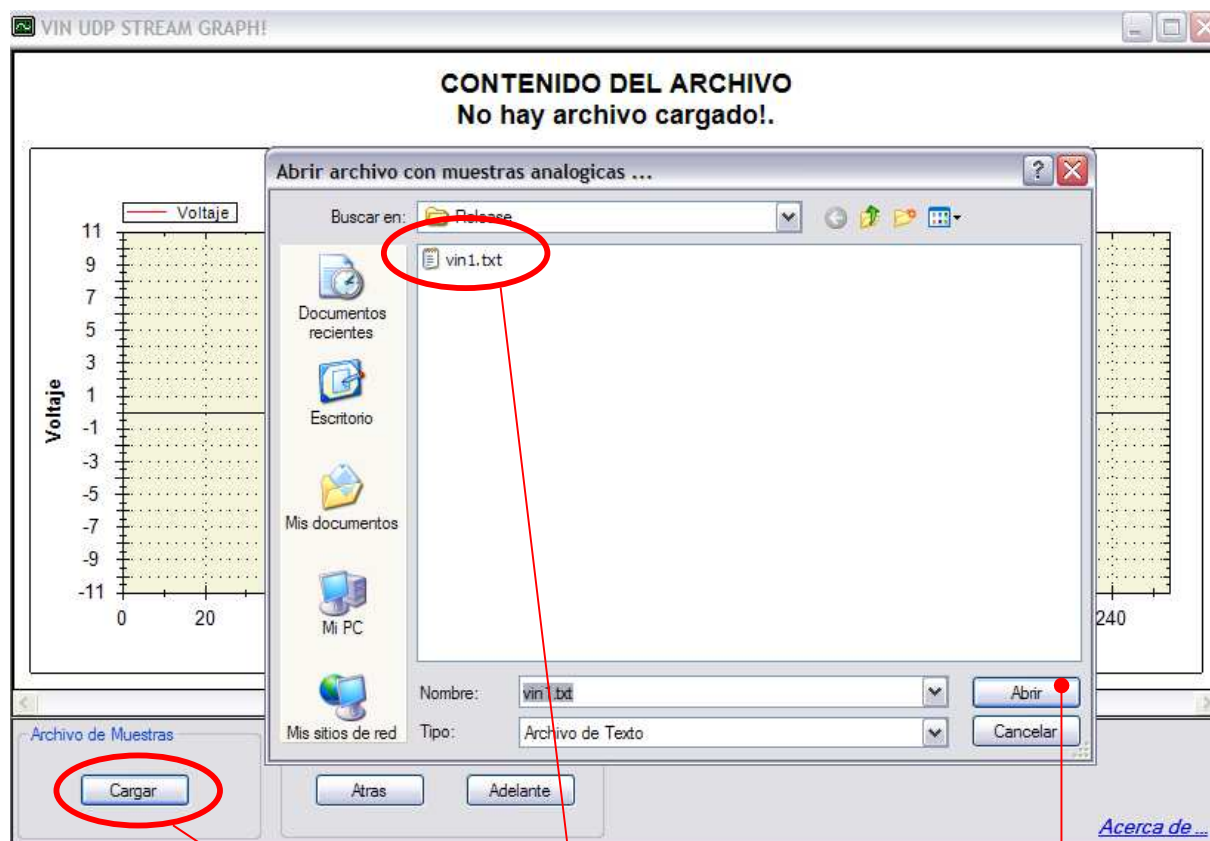 VIN UDP STREAM GRAPH!
CONTENIDO DEL ARCHIVO
No hay archivo cargado!.
Abrir archivo con muestras analogicas ...
Buscar en: Release
vin1.txt
Documentos
recientes
Escritorio
Mis documentos
Mi PC
Mis sitios de red
Nombre: vin1.txt Abrir
Tipo: Archivo de Texto Cancelar
Voltaje
Voltaje
11
9
7
5
3
1
-1
-3
-5
-7
-9
-11
0 20 240
Archivo de Muestras
Cargar Atras Adelante
Acerca de ...